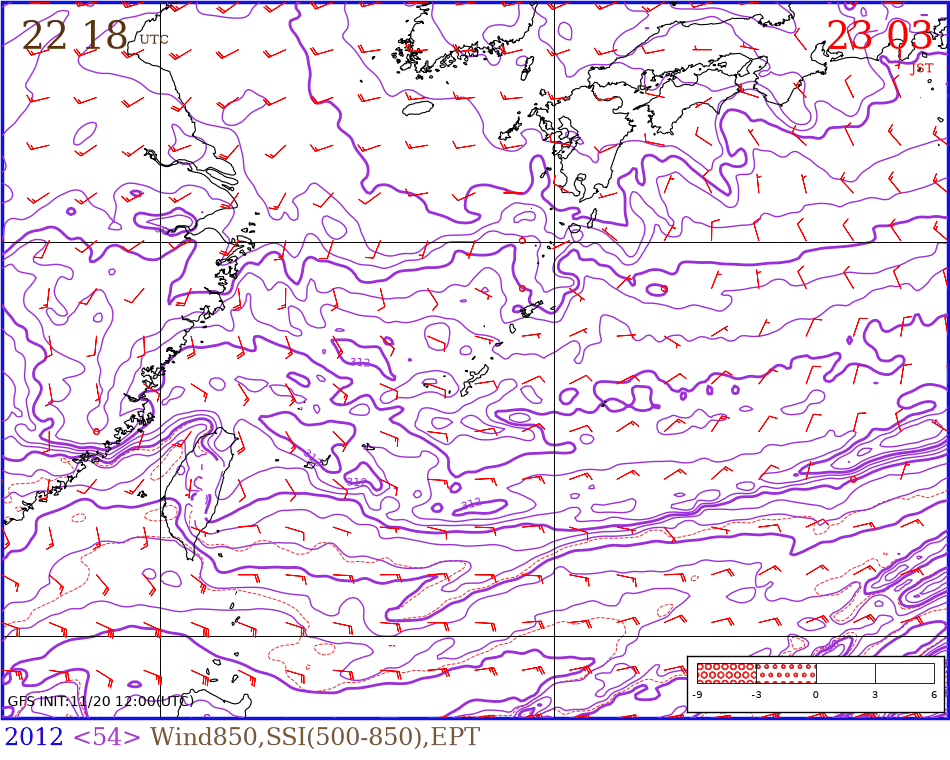 22 18 UTC
23 03 JST
312
312
312
-9 -3 0 3 6
GFS INIT:11/20 12:00(UTC)
2012 <54> Wind850,SSI(500-850),EPT